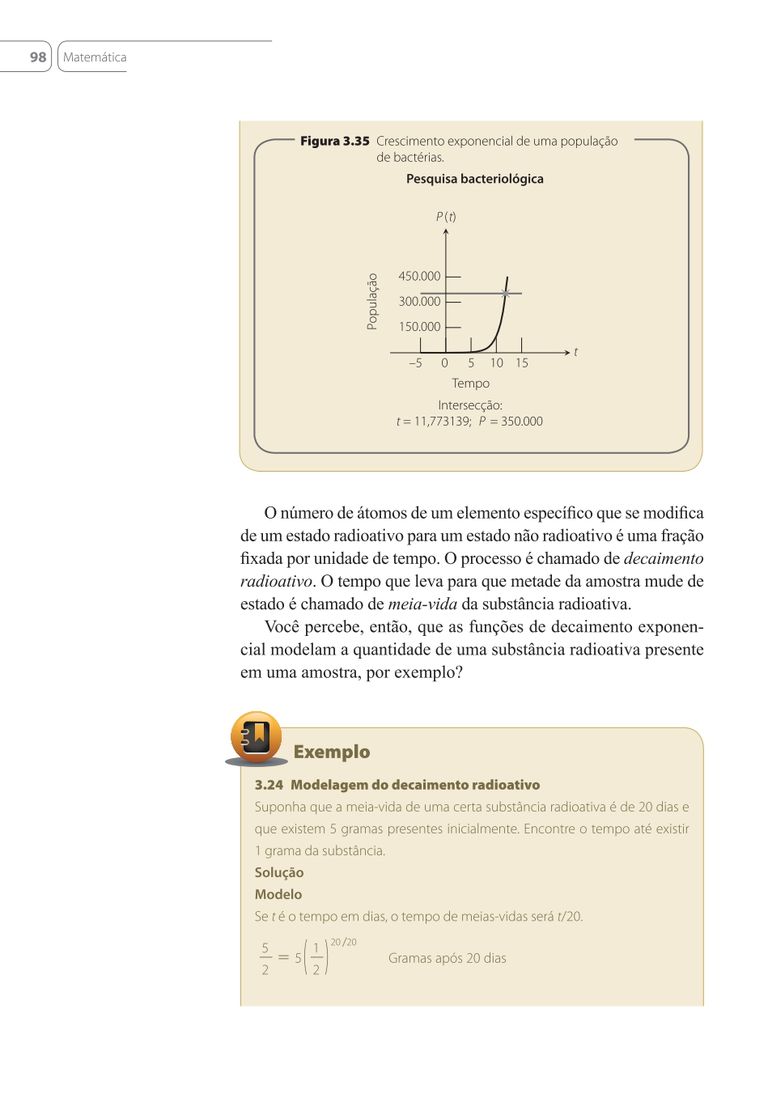 98 Matemática
Figura 3.35 Crescimento exponencial de uma população
de bactérias.
Pesquisa bacteriológica
P (t)
População
450.000
300.000
150.000
t
–5 0 5 10 15
Tempo
Intersecção:
t = 11,773139; P = 350.000
O número de átomos de um elemento específico que se modifica
de um estado radioativo para um estado não radioativo é uma fração
fixada por unidade de tempo. O processo é chamado de decaimento
radioativo. O tempo que leva para que metade da amostra mude de
estado é chamado de meia-vida da substância radioativa.
Você percebe, então, que as funções de decaimento exponen-
cial modelam a quantidade de uma substância radioativa presente
em uma amostra, por exemplo?
Exemplo
3.24 Modelagem do decaimento radioativo
Suponha que a meia-vida de uma certa substância radioativa é de 20 dias e
que existem 5 gramas presentes inicialmente. Encontre o tempo até existir
1 grama da substância.
Solução
Modelo
Se t é o tempo em dias, o tempo de meias-vidas será t/20.
5/2 = 5(1/2)^20/20 Gramas após 20 dias